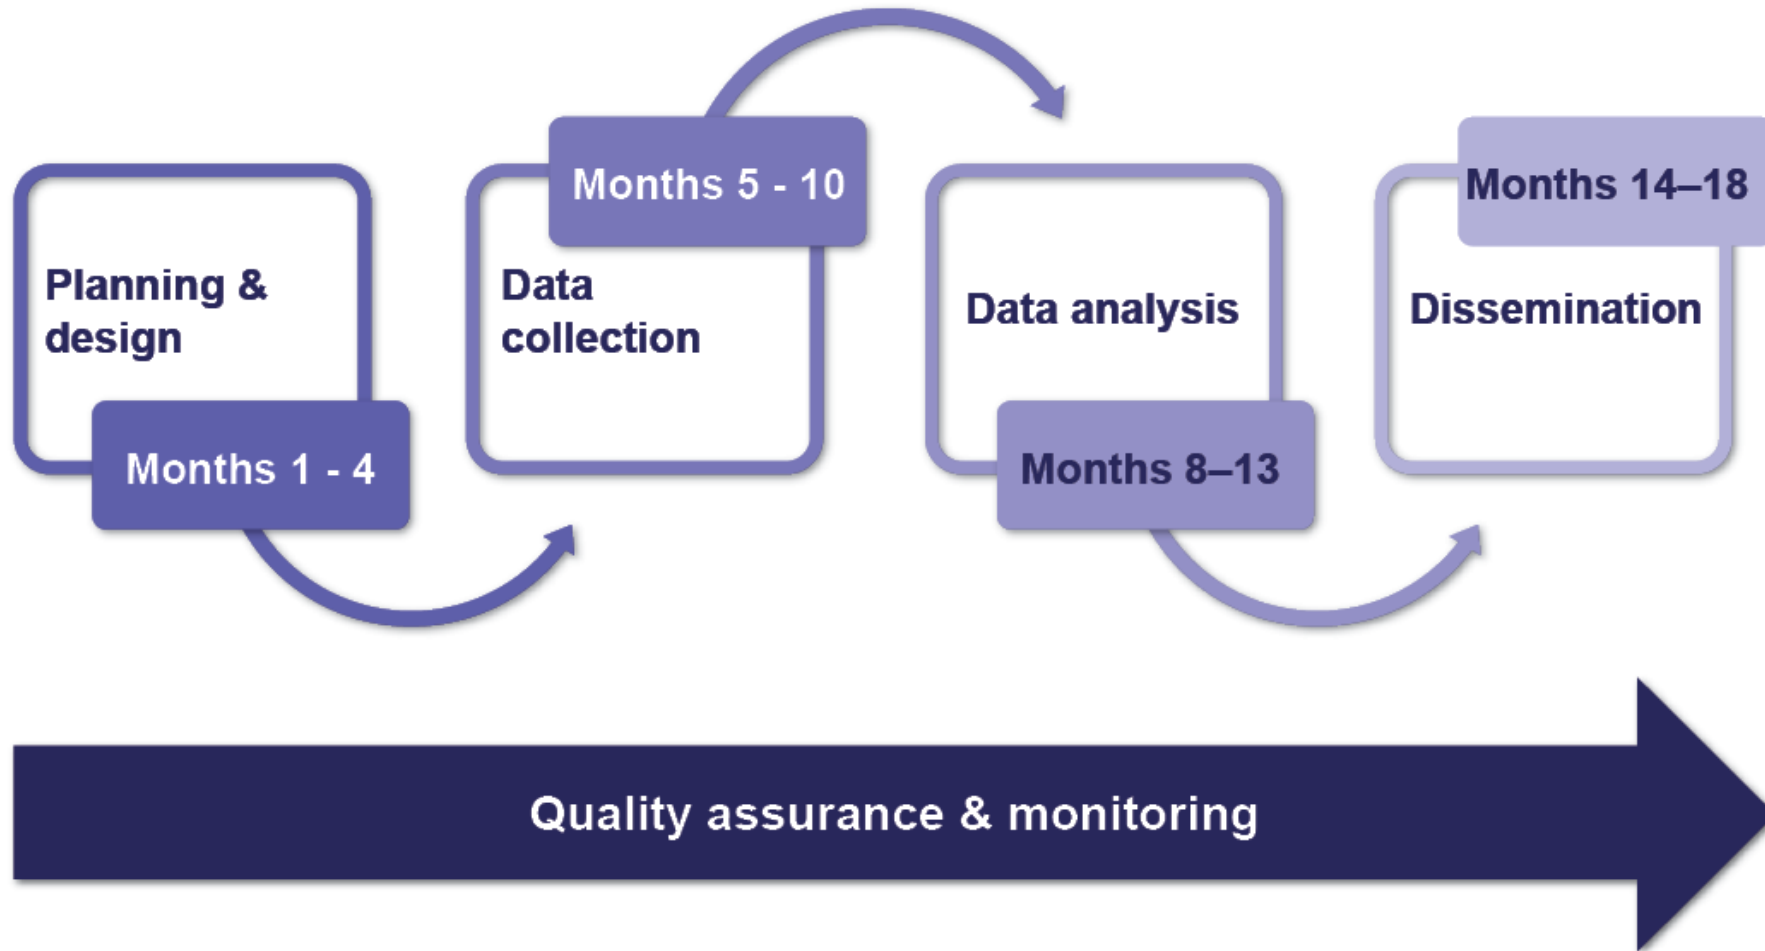 Planning &
design
Months 1 - 4
Months 5 - 10
Data
collection
Data analysis
Months 8–13
Months 14–18
Dissemination
Quality assurance & monitoring